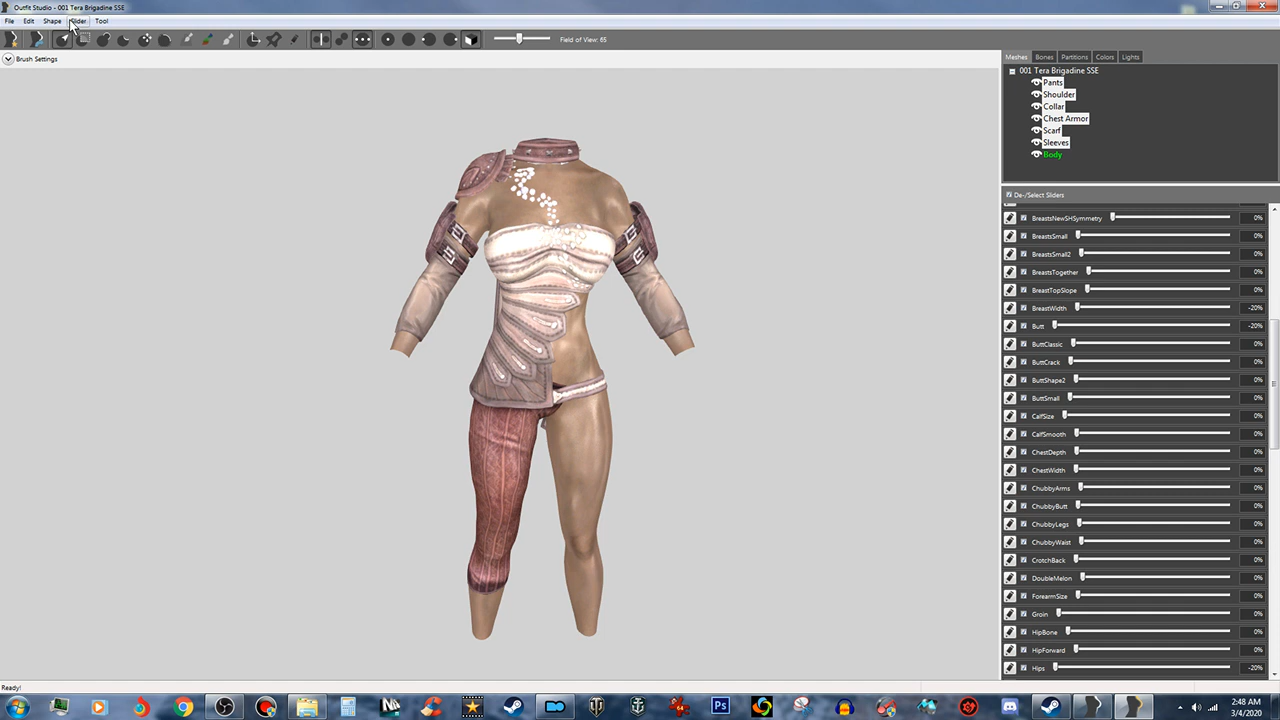 Outfit Studio - 001 Tera Brigadine SSE
File Edit Shape Slider Tool
Field of View: 65
Brush Settings
Meshes Bones Partitions Colors Lights
001 Tera Brigadine SSE
Pants
Shoulder
Collar
Chest Armor
Scarf
Sleeves
Body
De-/Select Sliders
BreastsNewSHSymmetry 0%
BreastsSmall 0%
BreastsSmall2 0%
BreastsTogether 0%
BreastTopSlope 0%
BreastWidth -20%
Butt -20%
ButtClassic 0%
ButtCrack 0%
ButtShape2 0%
ButtSmall 0%
CalfSize 0%
CalfSmooth 0%
ChestDepth 0%
ChestWidth 0%
ChubbyArms 0%
ChubbyButt 0%
ChubbyLegs 0%
ChubbyWaist 0%
CrotchBack 0%
DoubleMelon 0%
ForearmSize 0%
Groin 0%
HipBone 0%
HipForward 0%
Hips -20%
Ready!
Ps
2:48 AM
3/4/2020